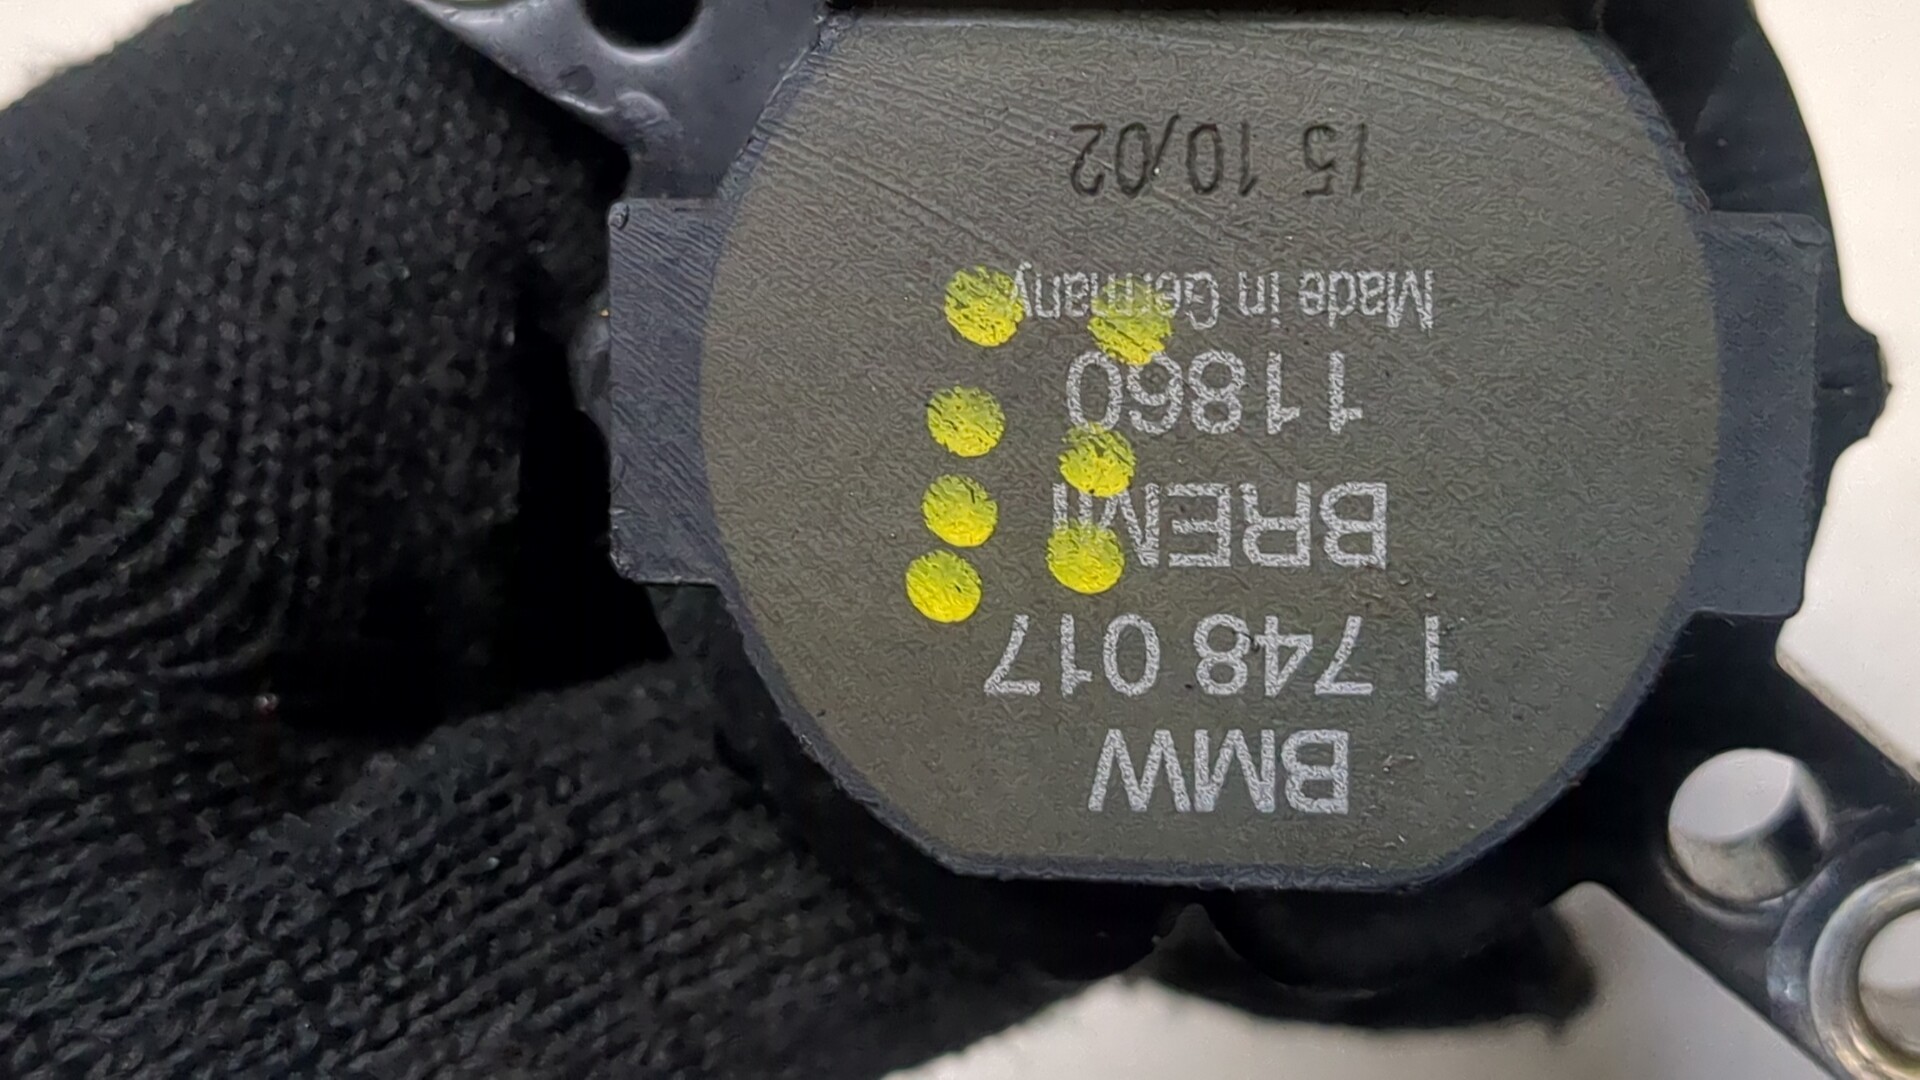 BMW
1 748 017
BREMI
11860
Made in Germany
15 10/02